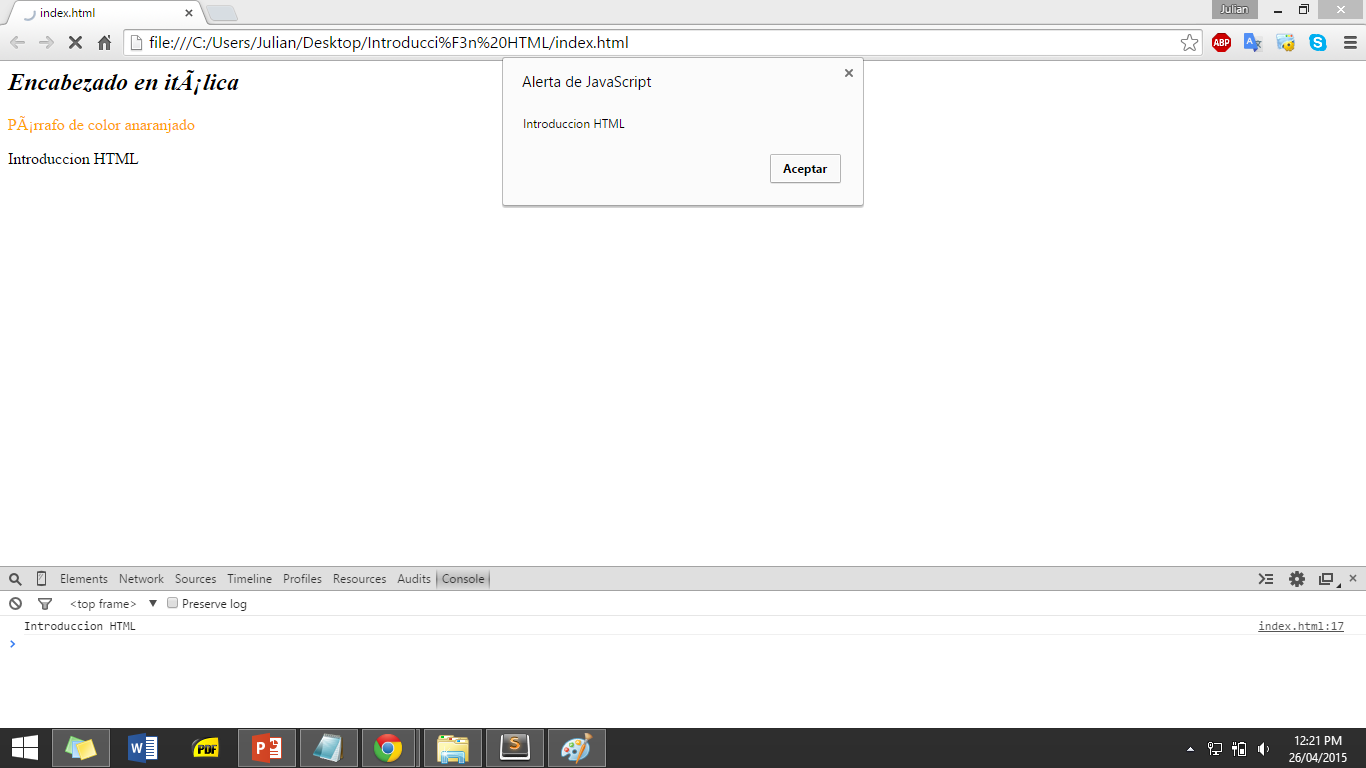 index.html
Julian
file:///C:/Users/Julian/Desktop/Introducci%F3n%20HTML/index.html
ABP
Encabezado en itÃ¡lica
PÃ¡rrafo de color anaranjado
Introduccion HTML
Alerta de JavaScript
Introduccion HTML
Aceptar
Elements Network Sources Timeline Profiles Resources Audits Console
<top frame> Preserve log
Introduccion HTML index.html:17
PDF
12:21 PM
26/04/2015